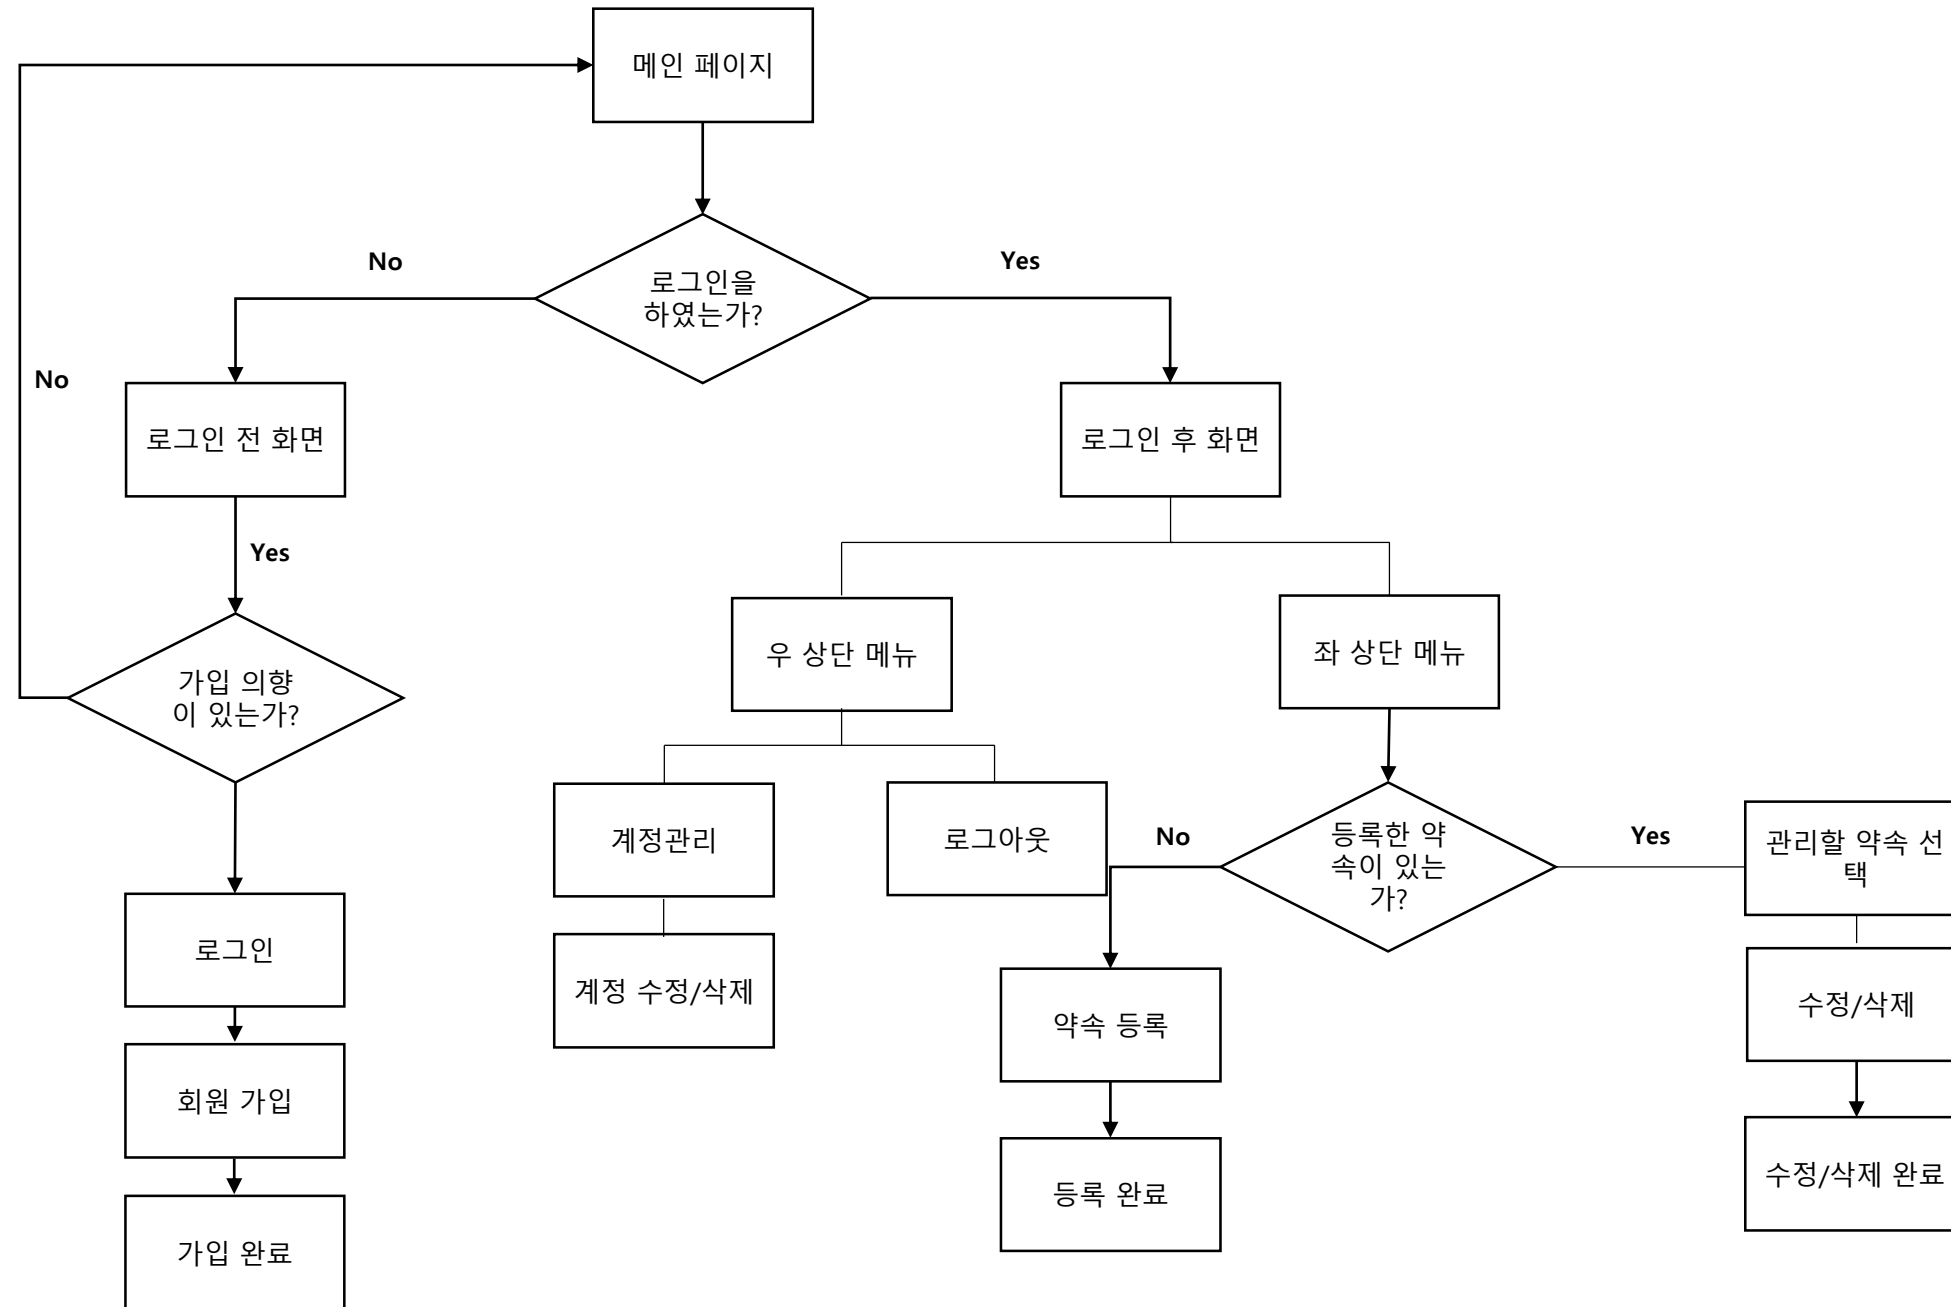 메인 페이지
No
Yes
로그인을
하였는가?
No
로그인 전 화면
로그인 후 화면
Yes
우 상단 메뉴
좌 상단 메뉴
가입 의향
이 있는가?
계정관리
로그아웃
No
등록한 약
속이 있는
가?
Yes
관리할 약속 선
택
로그인
계정 수정/삭제
약속 등록
수정/삭제
회원 가입
등록 완료
수정/삭제 완료
가입 완료